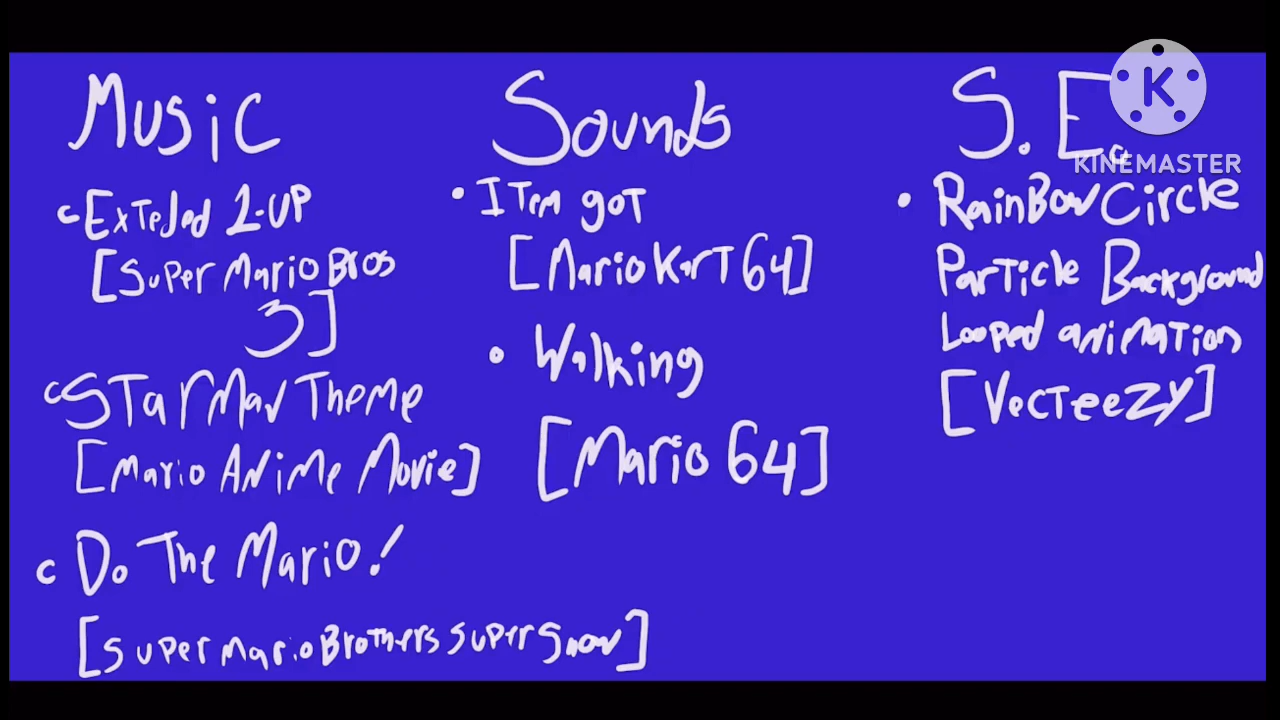 Music
Extejed 1-UP
[Super Mario Bros
3]
Starman Theme
[Mario Anime Movie]
Do The Mario!
[Super Mario Brothers Super Show]
Sounds
• Item got
[Mario Kart 64]
• Walking
[Mario 64]
S.E.
• RainBow Circle
Particle Background
Looped animation
[Vecteezy]
K
KINEMASTER